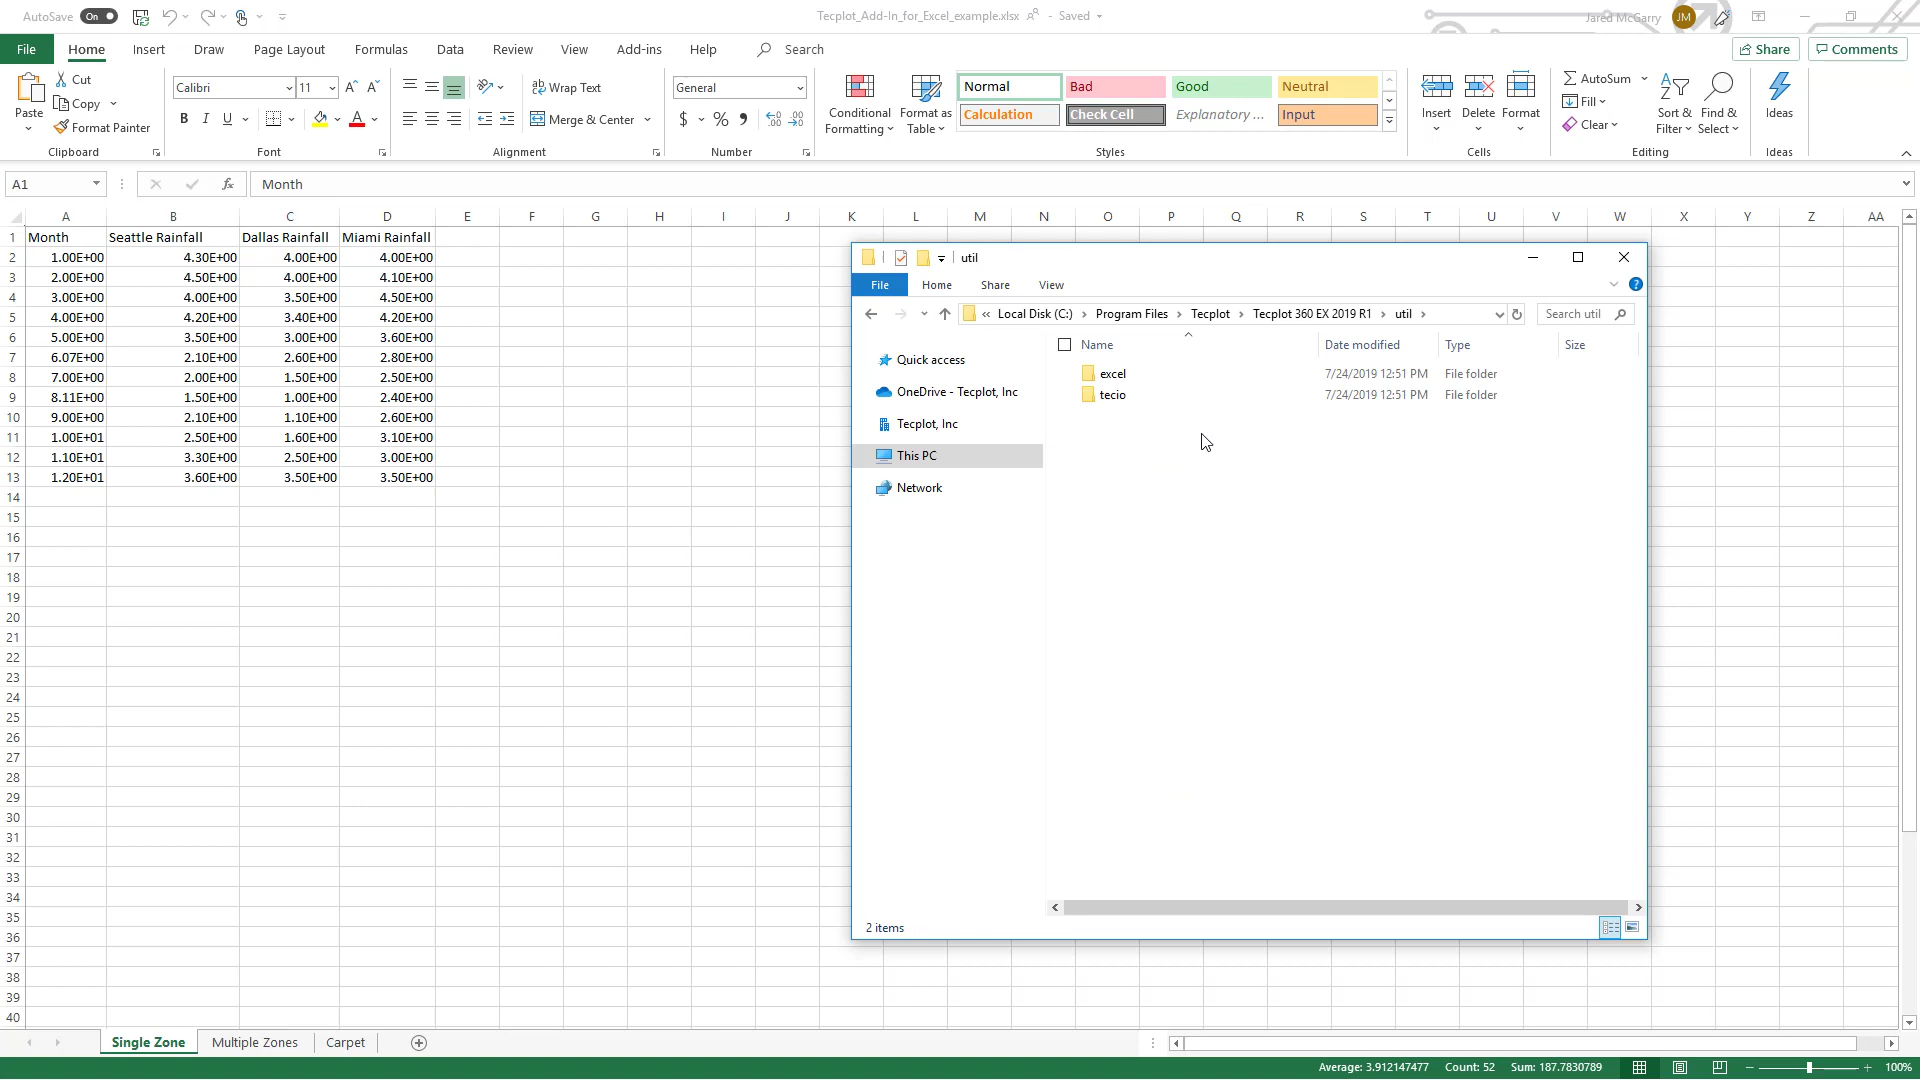 AutoSave On
Tecplot_Add-In_for_Excel_example.xlsx - Saved
Jared McGarry JM
File Home Insert Draw Page Layout Formulas Data Review View Add-ins Help Search
Share Comments
Paste Cut Copy Format Painter
Calibri 11
B I U
Wrap Text
Merge & Center
General
$ %
Conditional Formatting
Format as Table
Normal Bad Good Neutral
Calculation Check Cell Explanatory ... Input
Insert Delete Format
AutoSum
Fill
Clear
Sort & Filter
Find & Select
Ideas
Clipboard Font Alignment Number Styles Cells Editing Ideas
A1 fx Month
A B C D E F G H I J K L M N O P Q R S T U V W X Y Z AA
1 Month Seattle Rainfall Dallas Rainfall Miami Rainfall
2 1.00E+00 4.30E+00 4.00E+00 4.00E+00
3 2.00E+00 4.50E+00 4.00E+00 4.10E+00
4 3.00E+00 4.00E+00 3.50E+00 4.50E+00
5 4.00E+00 4.20E+00 3.40E+00 4.20E+00
6 5.00E+00 3.50E+00 3.00E+00 3.60E+00
7 6.07E+00 2.10E+00 2.60E+00 2.80E+00
8 7.00E+00 2.00E+00 1.50E+00 2.50E+00
9 8.11E+00 1.50E+00 1.00E+00 2.40E+00
10 9.00E+00 2.10E+00 1.10E+00 2.60E+00
11 1.00E+01 2.50E+00 1.60E+00 3.10E+00
12 1.10E+01 3.30E+00 2.50E+00 3.00E+00
13 1.20E+01 3.60E+00 3.50E+00 3.50E+00
14
15
16
17
18
19
20
21
22
23
24
25
26
27
28
29
30
31
32
33
34
35
36
37
38
39
40
util
File Home Share View
« Local Disk (C:) > Program Files > Tecplot > Tecplot 360 EX 2019 R1 > util >
Search util
Name Date modified Type Size
excel 7/24/2019 12:51 PM File folder
tecio 7/24/2019 12:51 PM File folder
Quick access
OneDrive - Tecplot, Inc
Tecplot, Inc
This PC
Network
2 items
Single Zone Multiple Zones Carpet
Average: 3.912147477 Count: 52 Sum: 187.7830789 100%